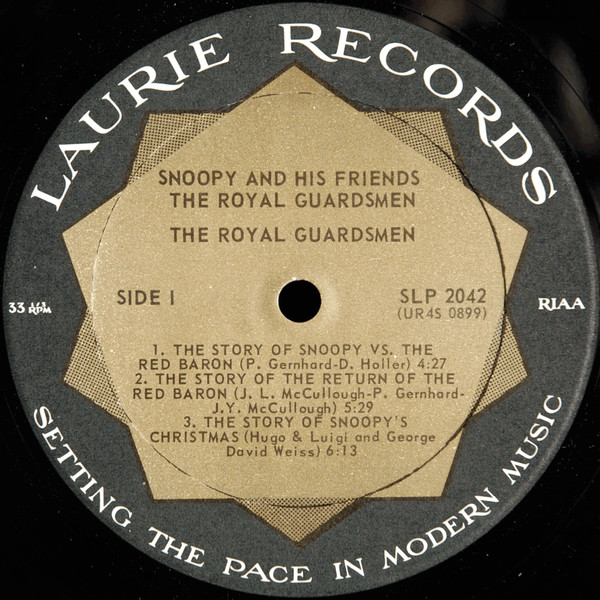 LAURIE RECORDS
SNOOPY AND HIS FRIENDS
THE ROYAL GUARDSMEN
THE ROYAL GUARDSMEN
SIDE 1
SLP 2042
(UR4S 0899)
33 1/3 RPM
RIAA
1. THE STORY OF SNOOPY VS. THE
RED BARON (P. Gernhard-D. Holler) 4:27
2. THE STORY OF THE RETURN OF THE
RED BARON (J. L. McCullough-P. Gernhard-
J.Y. McCullough) 5:29
3. THE STORY OF SNOOPY'S
CHRISTMAS (Hugo & Luigi and George
David Weiss) 6:13
SETTING THE PACE IN MODERN MUSIC